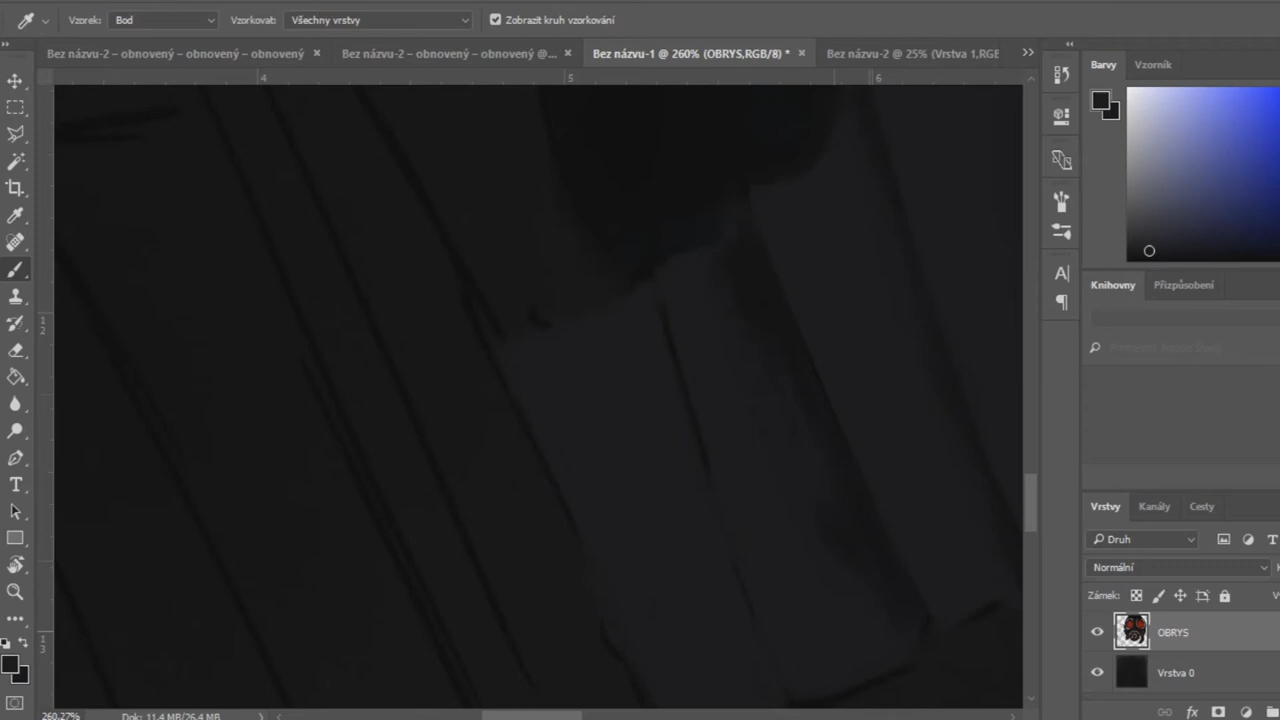 Vzorek: Bod Vzorkovat: Všechny vrstvy Zobrazit kruh vzorkování
Bez názvu-2 – obnovený – obnovený – obnovený × Bez názvu-2 – obnovený – obnovený @... × Bez názvu-1 @ 260% (OBRYS,RGB/8) * × Bez názvu-2 @ 25% (Vrstva 1,RGB
4 5 6
Barvy Vzorník
Knihovny Přizpůsobení
12
Vrstvy Kanály Cesty
Druh
Normální
Zámek:
OBRYS
13
Vrstva 0
260,27% Dok: 11,4 MB/26,4 MB